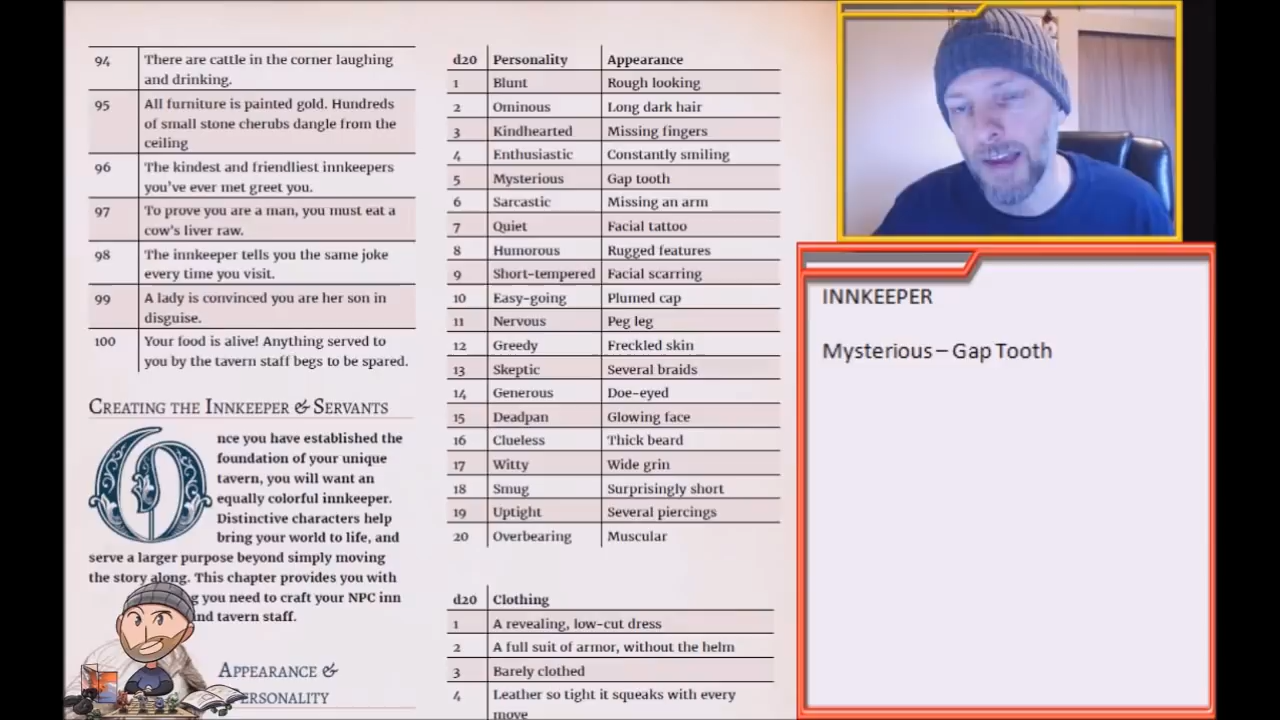 94 There are cattle in the corner laughing
and drinking.
95 All furniture is painted gold. Hundreds
of small stone cherubs dangle from the
ceiling
96 The kindest and friendliest innkeepers
you've ever met greet you.
97 To prove you are a man, you must eat a
cow's liver raw.
98 The innkeeper tells you the same joke
every time you visit.
99 A lady is convinced you are her son in
disguise.
100 Your food is alive! Anything served to
you by the tavern staff begs to be spared.
Creating the Innkeeper & Servants
Once you have established the
foundation of your unique
tavern, you will want an
equally colorful innkeeper.
Distinctive characters help
bring your world to life, and
serve a larger purpose beyond simply moving
the story along. This chapter provides you with
you need to craft your NPC inn
tavern staff.
Appearance &
d20 Personality Appearance
1 Blunt Rough looking
2 Ominous Long dark hair
3 Kindhearted Missing fingers
4 Enthusiastic Constantly smiling
5 Mysterious Gap tooth
6 Sarcastic Missing an arm
7 Quiet Facial tattoo
8 Humorous Rugged features
9 Short-tempered Facial scarring
10 Easy-going Plumed cap
11 Nervous Peg leg
12 Greedy Freckled skin
13 Skeptic Several braids
14 Generous Doe-eyed
15 Deadpan Glowing face
16 Clueless Thick beard
17 Witty Wide grin
18 Smug Surprisingly short
19 Uptight Several piercings
20 Overbearing Muscular
d20 Clothing
1 A revealing, low-cut dress
2 A full suit of armor, without the helm
3 Barely clothed
4 Leather so tight it squeaks with every
move
INNKEEPER
Mysterious – Gap Tooth